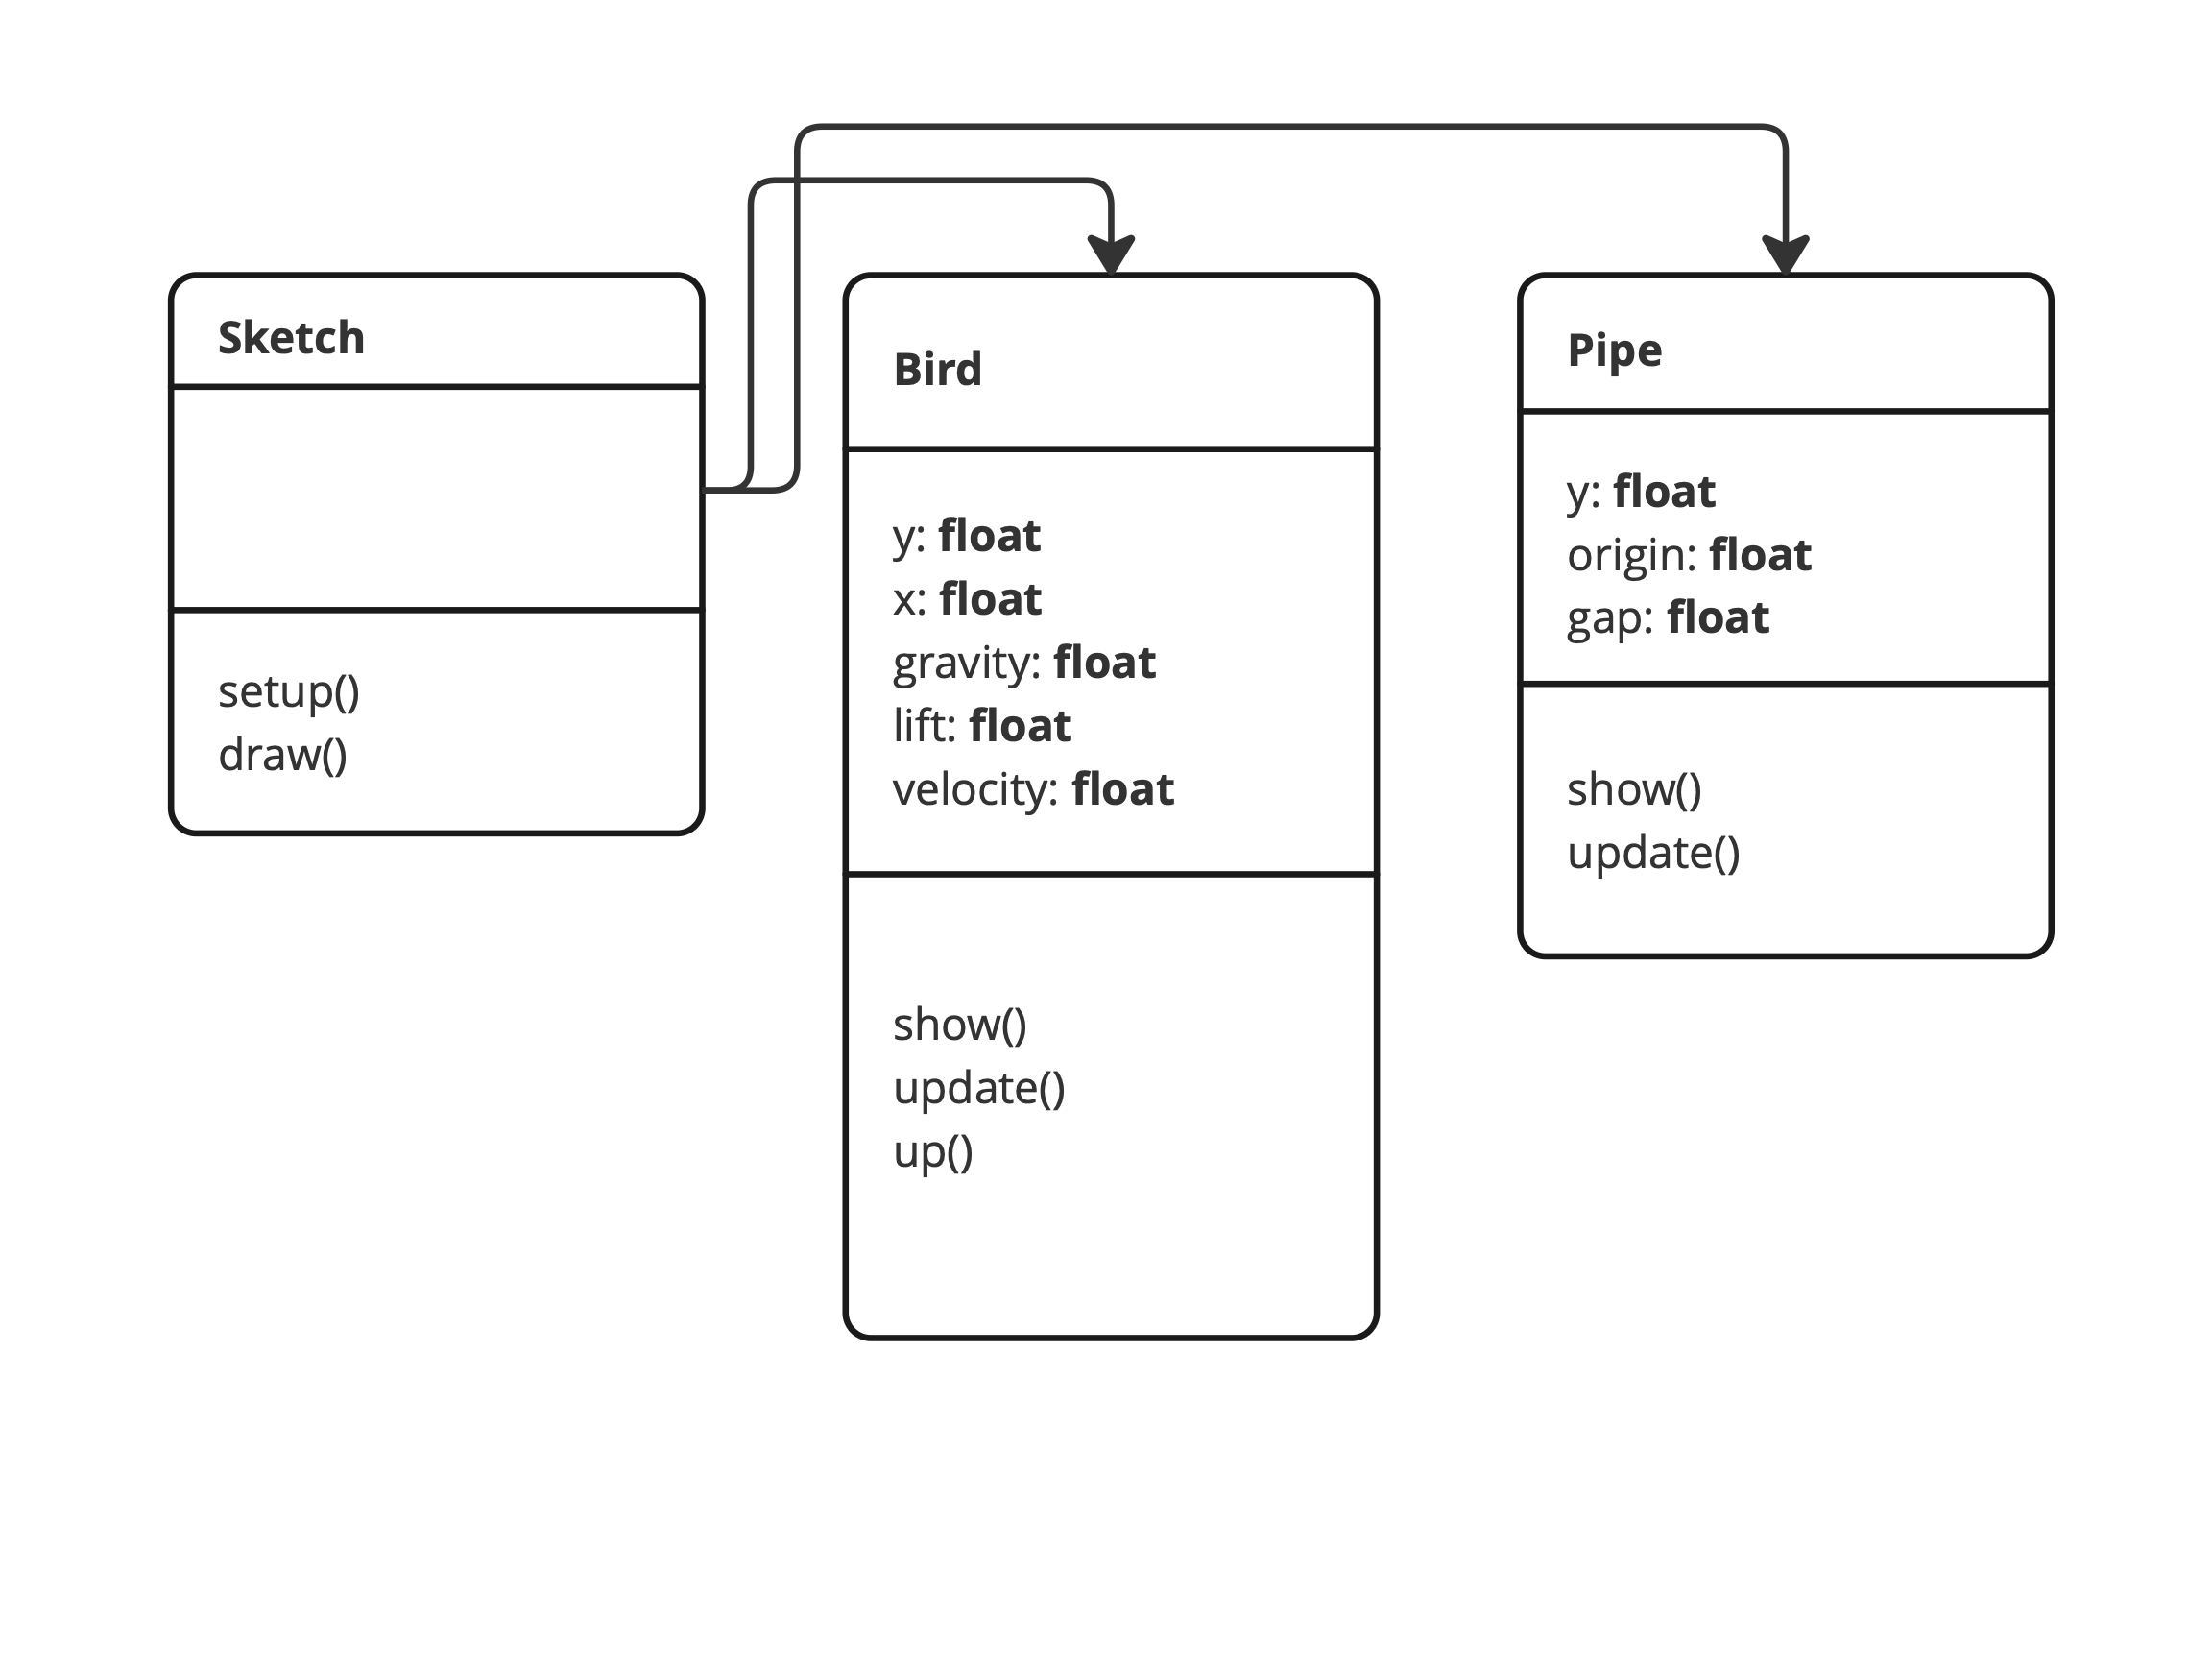 Sketch
setup()
draw()
Bird
y: float
x: float
gravity: float
lift: float
velocity: float
show()
update()
up()
Pipe
y: float
origin: float
gap: float
show()
update()